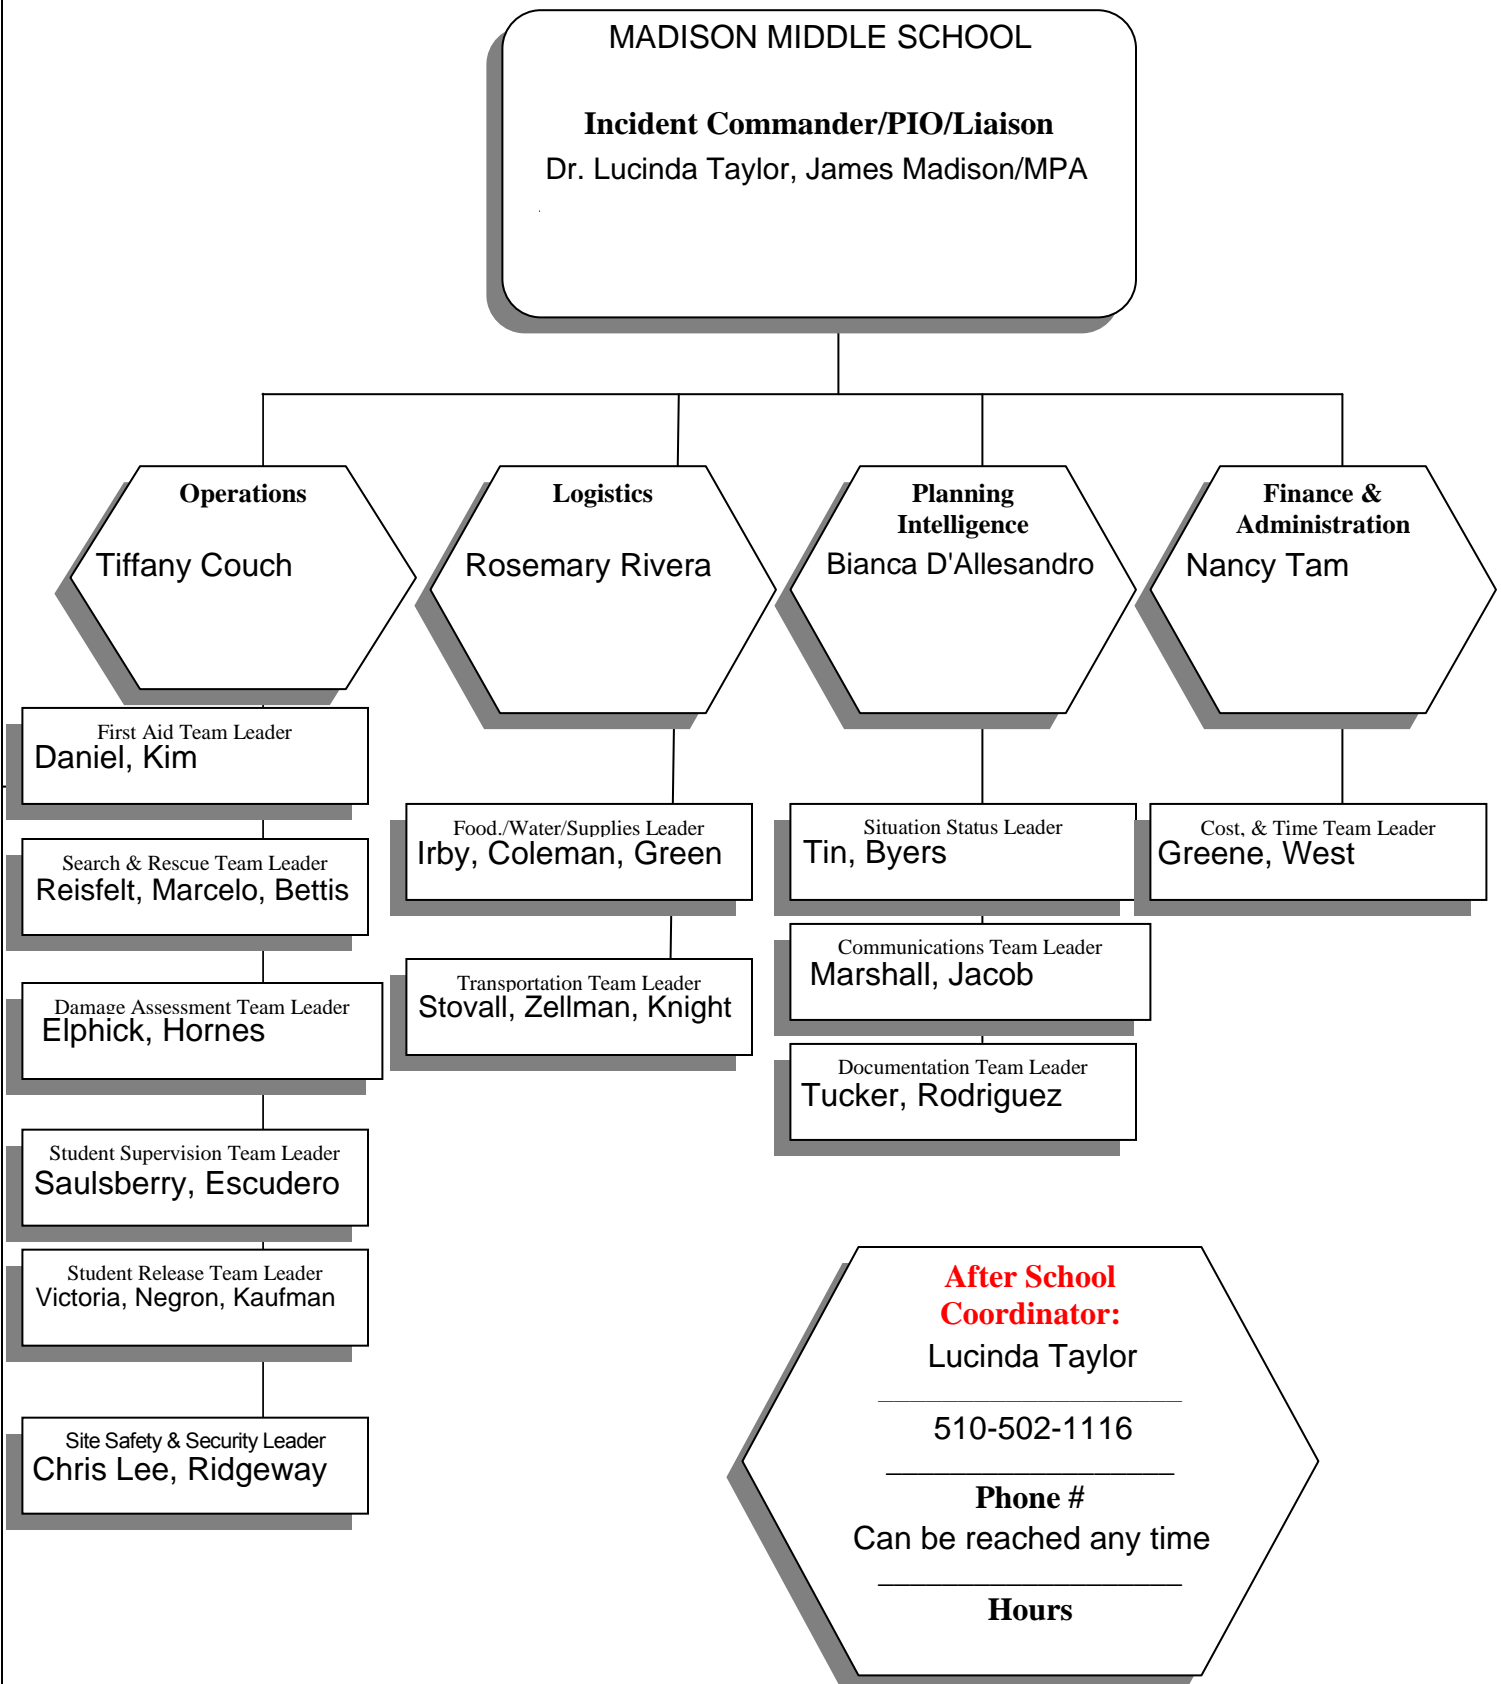 MADISON MIDDLE SCHOOL
Incident Commander/PIO/Liaison
Dr. Lucinda Taylor, James Madison/MPA
Operations
Tiffany Couch
Logistics
Rosemary Rivera
Planning
Intelligence
Bianca D'Allesandro
Finance &
Administration
Nancy Tam
First Aid Team Leader
Daniel, Kim
Search & Rescue Team Leader
Reisfelt, Marcelo, Bettis
Damage Assessment Team Leader
Elphick, Hornes
Student Supervision Team Leader
Saulsberry, Escudero
Student Release Team Leader
Victoria, Negron, Kaufman
Site Safety & Security Leader
Chris Lee, Ridgeway
Food./Water/Supplies Leader
Irby, Coleman, Green
Transportation Team Leader
Stovall, Zellman, Knight
Situation Status Leader
Tin, Byers
Communications Team Leader
Marshall, Jacob
Documentation Team Leader
Tucker, Rodriguez
Cost, & Time Team Leader
Greene, West
After School
Coordinator:
Lucinda Taylor
510-502-1116
Phone #
Can be reached any time
Hours